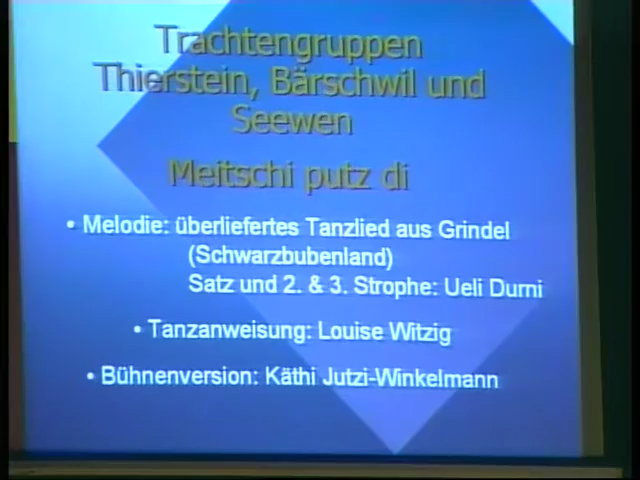 Trachtengruppen
Thierstein, Bärschwil und
Seewen
Meitschi putz di
• Melodie: überliefertes Tanzlied aus Grindel
(Schwarzbubenland)
Satz und 2. & 3. Strophe: Ueli Durni
• Tanzanweisung: Louise Witzig
• Bühnenversion: Käthi Jutzi-Winkelmann